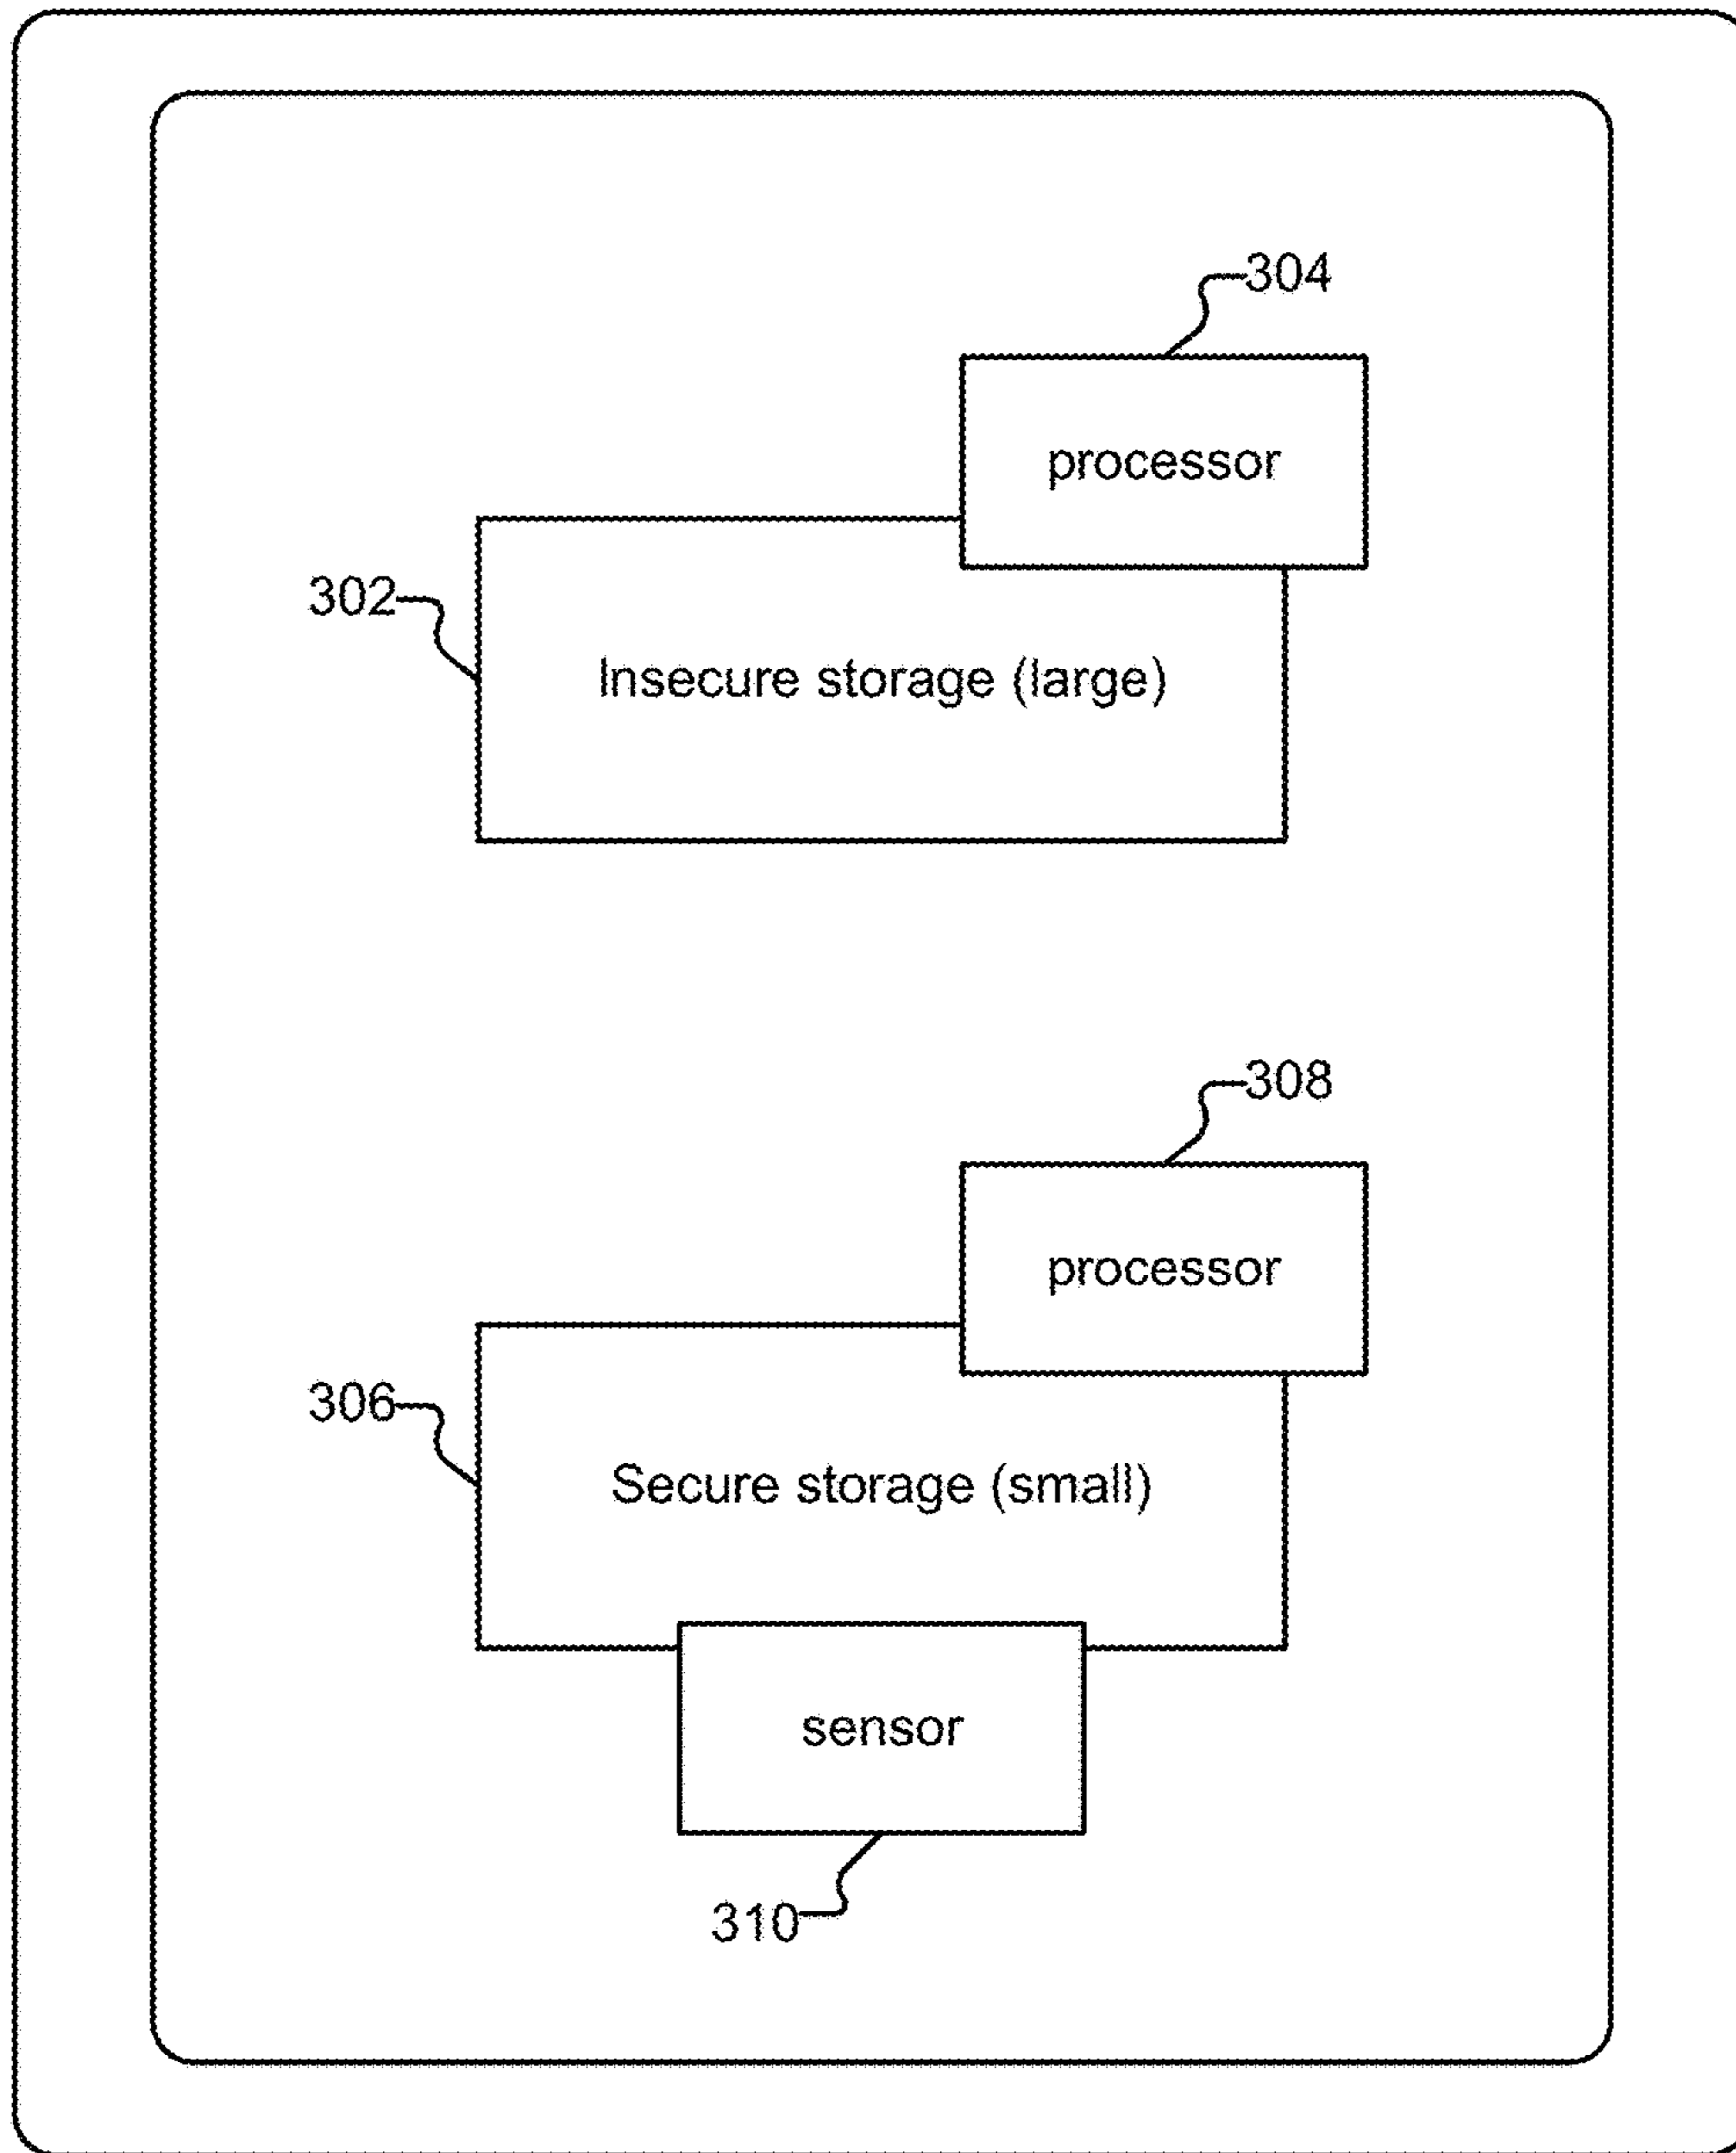 304
processor
302
Insecure storage (large)
308
processor
306
Secure storage (small)
sensor
310